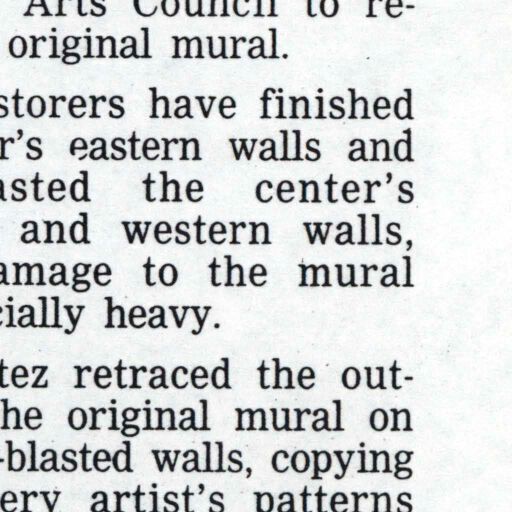 Arts Council to re-
original mural.
storers have finished
r's eastern walls and
asted the center's
and western walls,
amage to the mural
cially heavy.
tez retraced the out-
he original mural on
-blasted walls, copying
ery artist's patterns